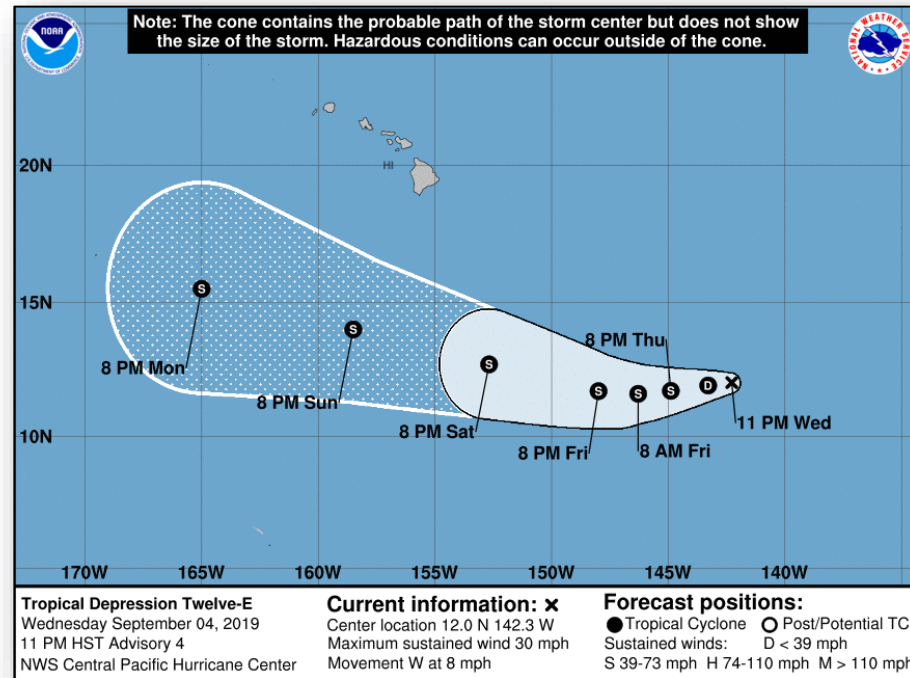 Note: The cone contains the probable path of the storm center but does not show
the size of the storm. Hazardous conditions can occur outside of the cone.
NOAA
NATIONAL WEATHER SERVICE
20N
HI
15N
10N
S
S
S
S
S
S
D
8 PM Mon
8 PM Sun
8 PM Sat
8 PM Fri
8 AM Fri
8 PM Thu
11 PM Wed
170W 165W 160W 155W 150W 145W 140W
Tropical Depression Twelve-E
Wednesday September 04, 2019
11 PM HST Advisory 4
NWS Central Pacific Hurricane Center
Current information: ×
Center location 12.0 N 142.3 W
Maximum sustained wind 30 mph
Movement W at 8 mph
Forecast positions:
● Tropical Cyclone ○ Post/Potential TC
Sustained winds: D < 39 mph
S 39-73 mph H 74-110 mph M > 110 mph